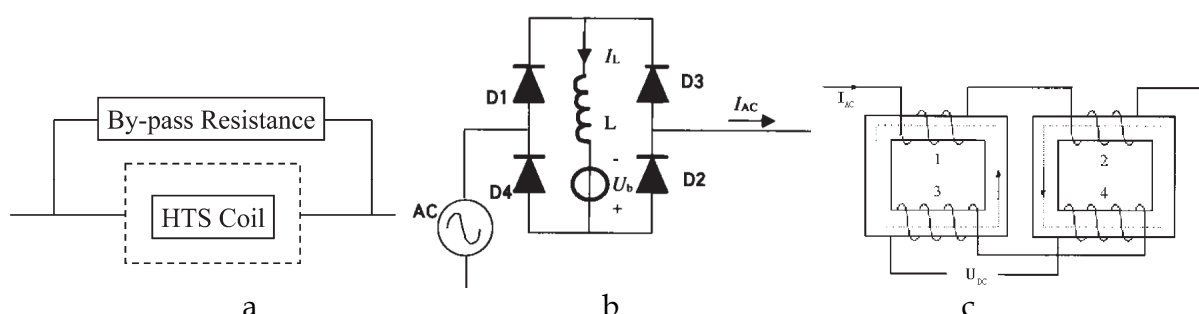 By-pass Resistance
HTS Coil
a
I_L
D1
D3
L
I_AC
-
U_b
+
D4
D2
AC
b
I_AC
1
2
3
4
U_DC
c